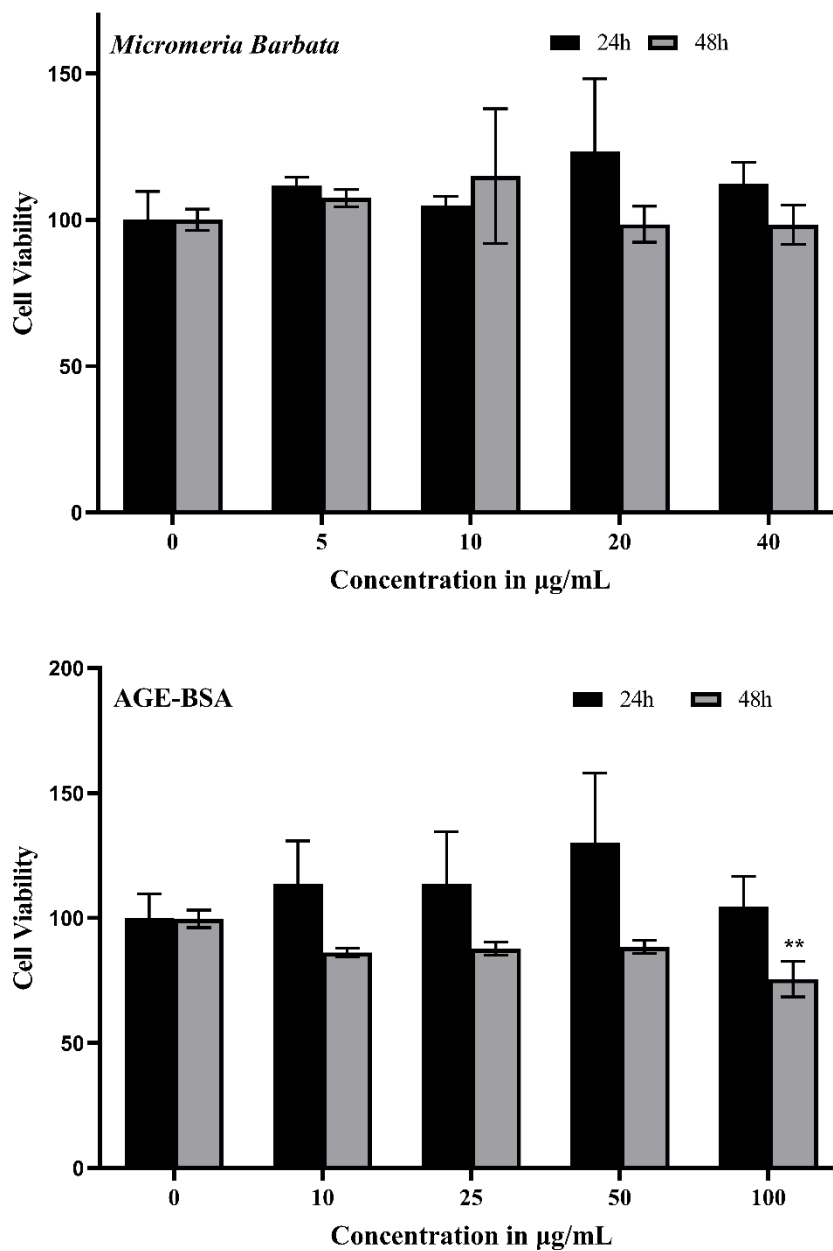 Micromeria Barbata
24h 48h
150
100
50
0
Cell Viability
0 5 10 20 40
Concentration in µg/mL
200
AGE-BSA
24h 48h
150
100
50
0
Cell Viability
**
0 10 25 50 100
Concentration in µg/mL